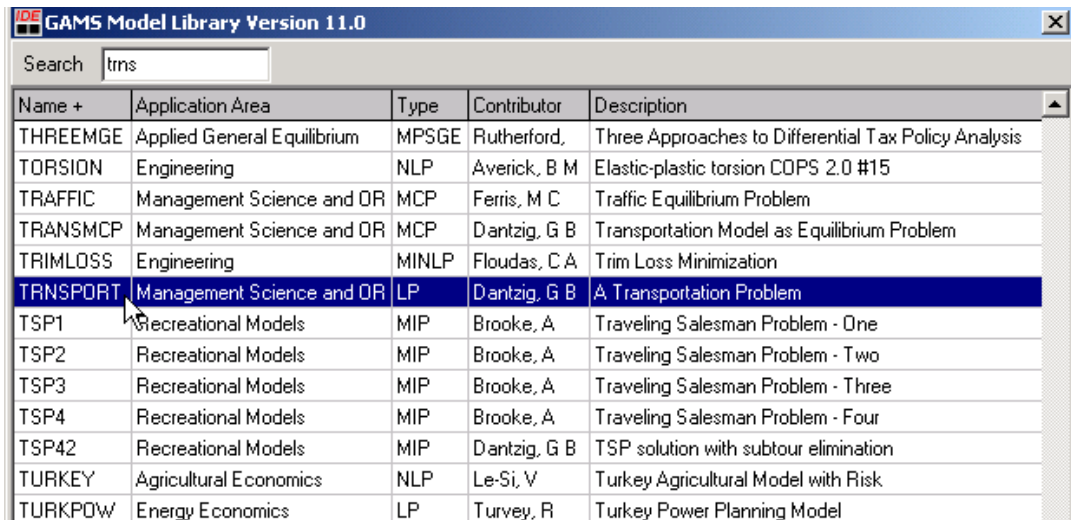 IDE GAMS Model Library Version 11.0
Search trns
Name + Application Area Type Contributor Description
THREEMGE Applied General Equilibrium MPSGE Rutherford, Three Approaches to Differential Tax Policy Analysis
TORSION Engineering NLP Averick, B M Elastic-plastic torsion COPS 2.0 #15
TRAFFIC Management Science and OR MCP Ferris, M C Traffic Equilibrium Problem
TRANSMCP Management Science and OR MCP Dantzig, G B Transportation Model as Equilibrium Problem
TRIMLOSS Engineering MINLP Floudas, C A Trim Loss Minimization
TRNSPORT Management Science and OR LP Dantzig, G B A Transportation Problem
TSP1 Recreational Models MIP Brooke, A Traveling Salesman Problem - One
TSP2 Recreational Models MIP Brooke, A Traveling Salesman Problem - Two
TSP3 Recreational Models MIP Brooke, A Traveling Salesman Problem - Three
TSP4 Recreational Models MIP Brooke, A Traveling Salesman Problem - Four
TSP42 Recreational Models MIP Dantzig, G B TSP solution with subtour elimination
TURKEY Agricultural Economics NLP Le-Si, V Turkey Agricultural Model with Risk
TURKPOW Energy Economics LP Turvey, R Turkey Power Planning Model